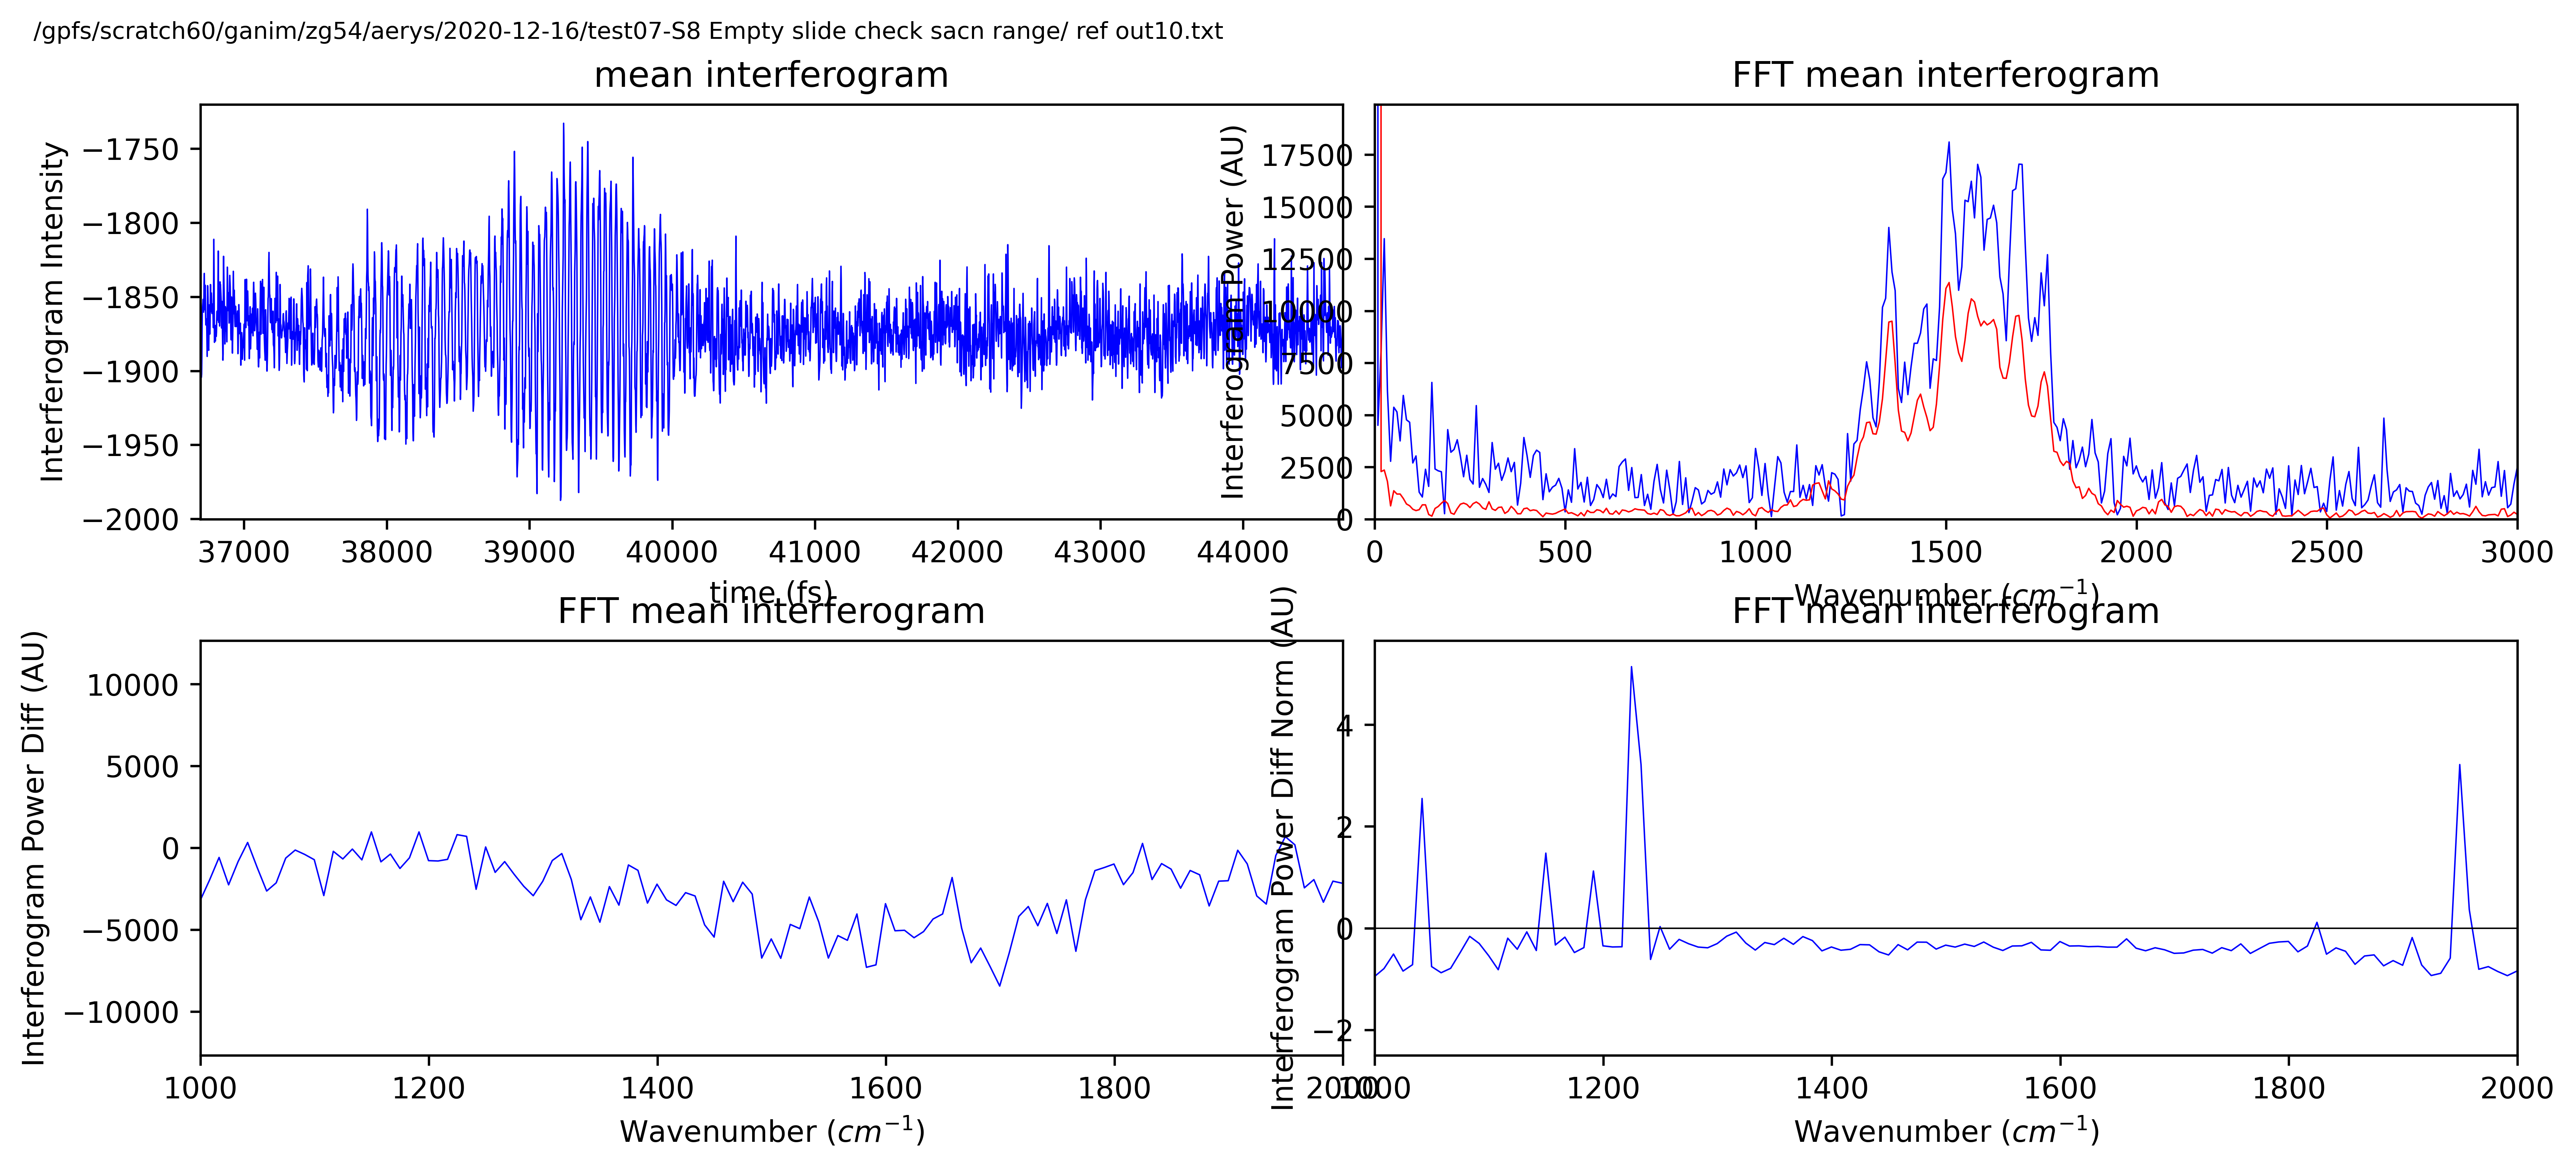 /gpfs/scratch60/ganim/zg54/aerys/2020-12-16/test07-S8 Empty slide check sacn range/ ref out10.txt
mean interferogram
Interferogram Intensity
−1750
−1800
−1850
−1900
−1950
−2000
37000 38000 39000 40000 41000 42000 43000 44000
time (fs)
FFT mean interferogram
Interferogram Power (AU)
17500
15000
12500
10000
7500
5000
2500
0
0 500 1000 1500 2000 2500 3000
Wavenumber (cm⁻¹)
FFT mean interferogram
Interferogram Power Diff (AU)
10000
5000
0
−5000
−10000
1000 1200 1400 1600 1800 2000
Wavenumber (cm⁻¹)
FFT mean interferogram
Interferogram Power Diff Norm (AU)
4
2
0
−2
1000 1200 1400 1600 1800 2000
Wavenumber (cm⁻¹)